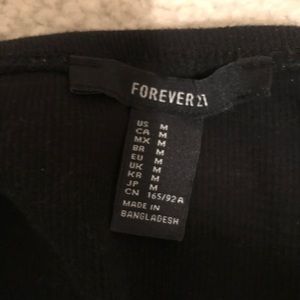 FOREVER 21
US M
CA M
MX M
BR M
EU M
UK M
KR M
JP M
CN 165/92A
MADE IN
BANGLADESH